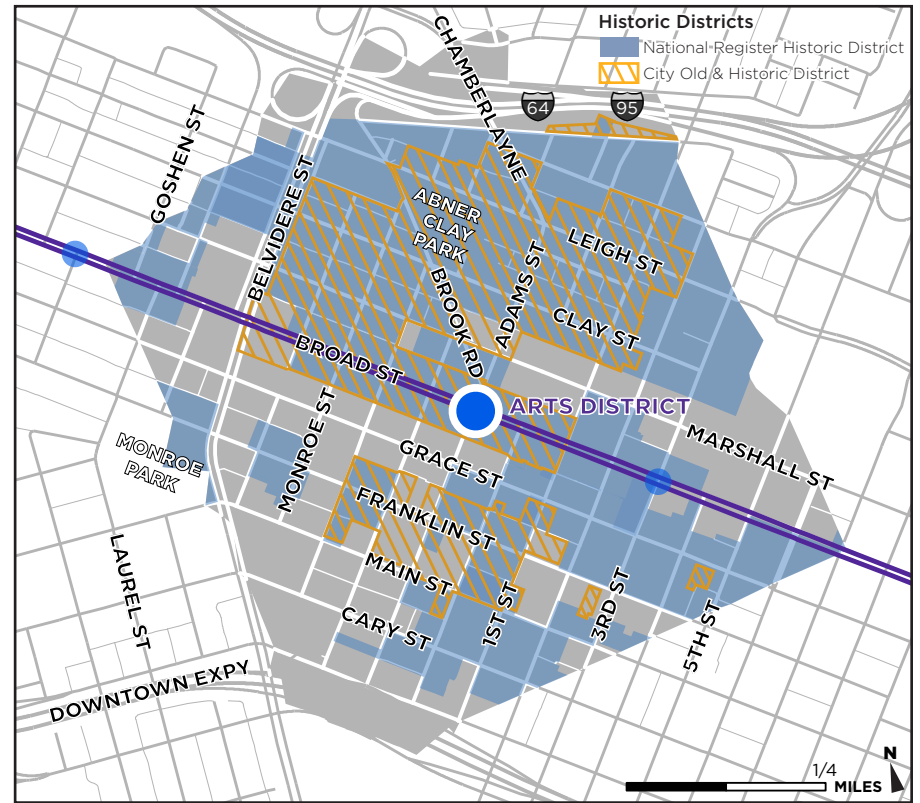 Historic Districts
National Register Historic District
City Old & Historic District
CHAMBERLAYNE
64
95
GOSHEN ST
BELVIDERE ST
ABNER
CLAY
PARK
LEIGH ST
ADAMS ST
BROOK RD
CLAY ST
BROAD ST
ARTS DISTRICT
MONROE ST
GRACE ST
MARSHALL ST
MONROE
PARK
FRANKLIN ST
MAIN ST
LAUREL ST
CARY ST
1ST ST
3RD ST
5TH ST
DOWNTOWN EXPY
N
1/4
MILES